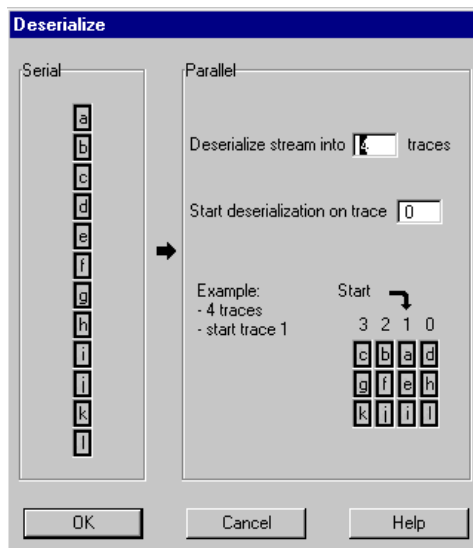 Deserialize
Serial
a
b
c
d
e
f
g
h
i
j
k
l
Parallel
Deserialize stream into 4 traces
Start deserialization on trace 0
Example:
- 4 traces
- start trace 1
Start
3 2 1 0
c b a d
g f e h
k j i l
OK
Cancel
Help